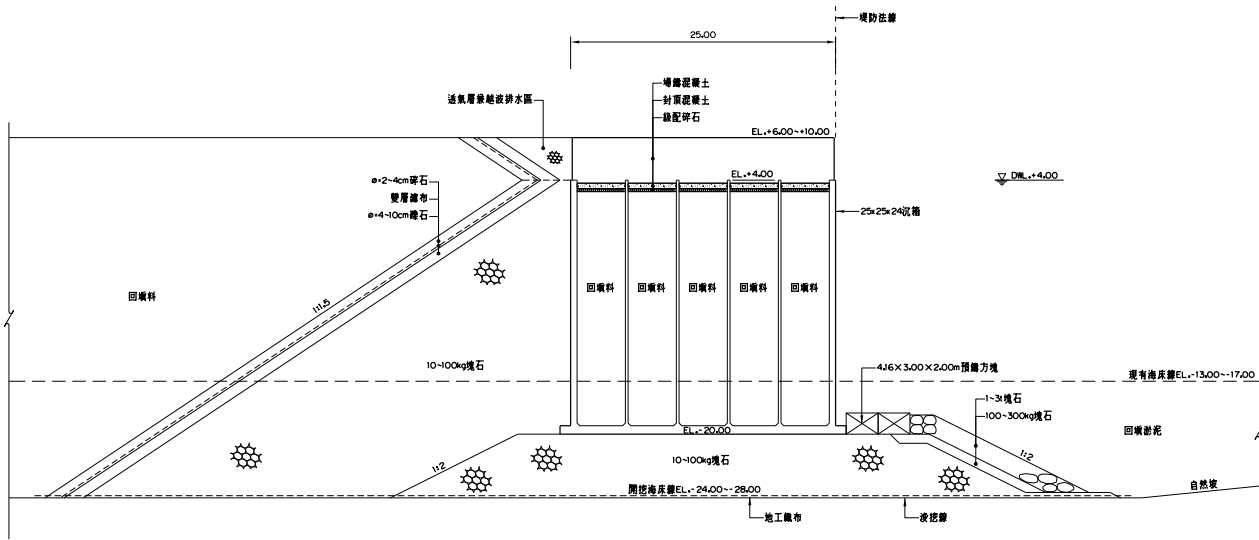 堤防法線
25.00
場鑄混凝土
封頂混凝土
級配碎石
透氣層兼越波排水區
EL.+6.00~+10.00
EL.+4.00
DWL.+4.00
ø=2~4cm碎石
雙層濾布
ø=4~10cm礫石
25x25x24沉箱
回填料
回填料
回填料
回填料
回填料
回填料
1:1.5
10~100kg塊石
4.16×3.00×2.00m預鑄方塊
現有海床線EL.-13.00~-17.00
1~3t塊石
100~300kg塊石
回填淤泥
EL.-20.00
1:2
1:2
10~100kg塊石
開挖海床線EL.-24.00~-28.00
自然坡
地工織布
浚挖線